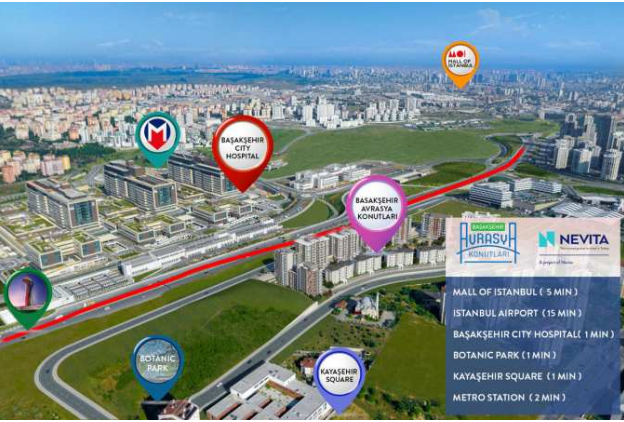 MALL OF
ISTANBUL
M
BAŞAKŞEHİR
CITY
HOSPITAL
BASAKŞEHİR
AVRASYA
KONUTLARI
BAŞAKŞEHİR
AVRASYA
KONUTLARI
NEVITA
MALL OF ISTANBUL ( 5 MIN )
ISTANBUL AIRPORT (15 MIN )
BAŞAKŞEHİR CITY HOSPITAL( 1 MIN )
BOTANIC PARK (1 MIN )
KAYAŞEHIR SQUARE (1 MIN )
METRO STATION ( 2 MIN )
BOTANIC
PARK
KAYAŞEHİR
SQUARE